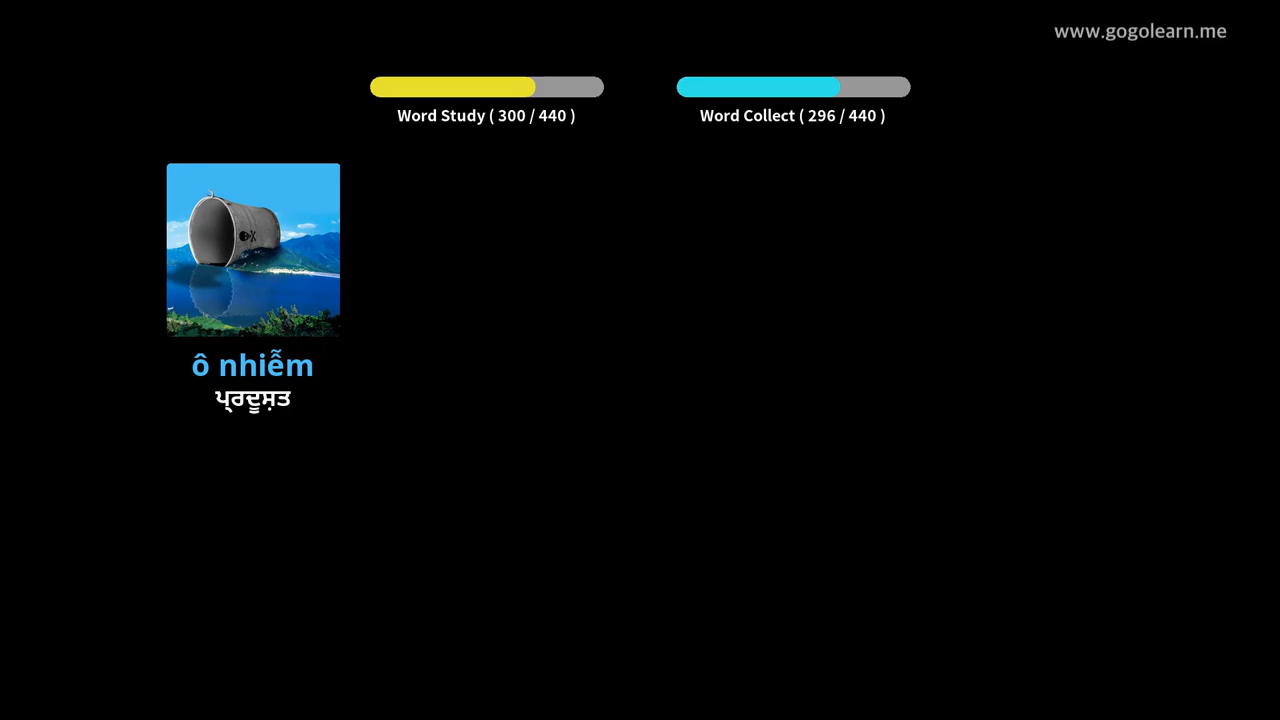 www.gogolearn.me
Word Study ( 300 / 440 )
Word Collect ( 296 / 440 )
ô nhiễm
ਪ੍ਰਦੂਸ਼ਤ